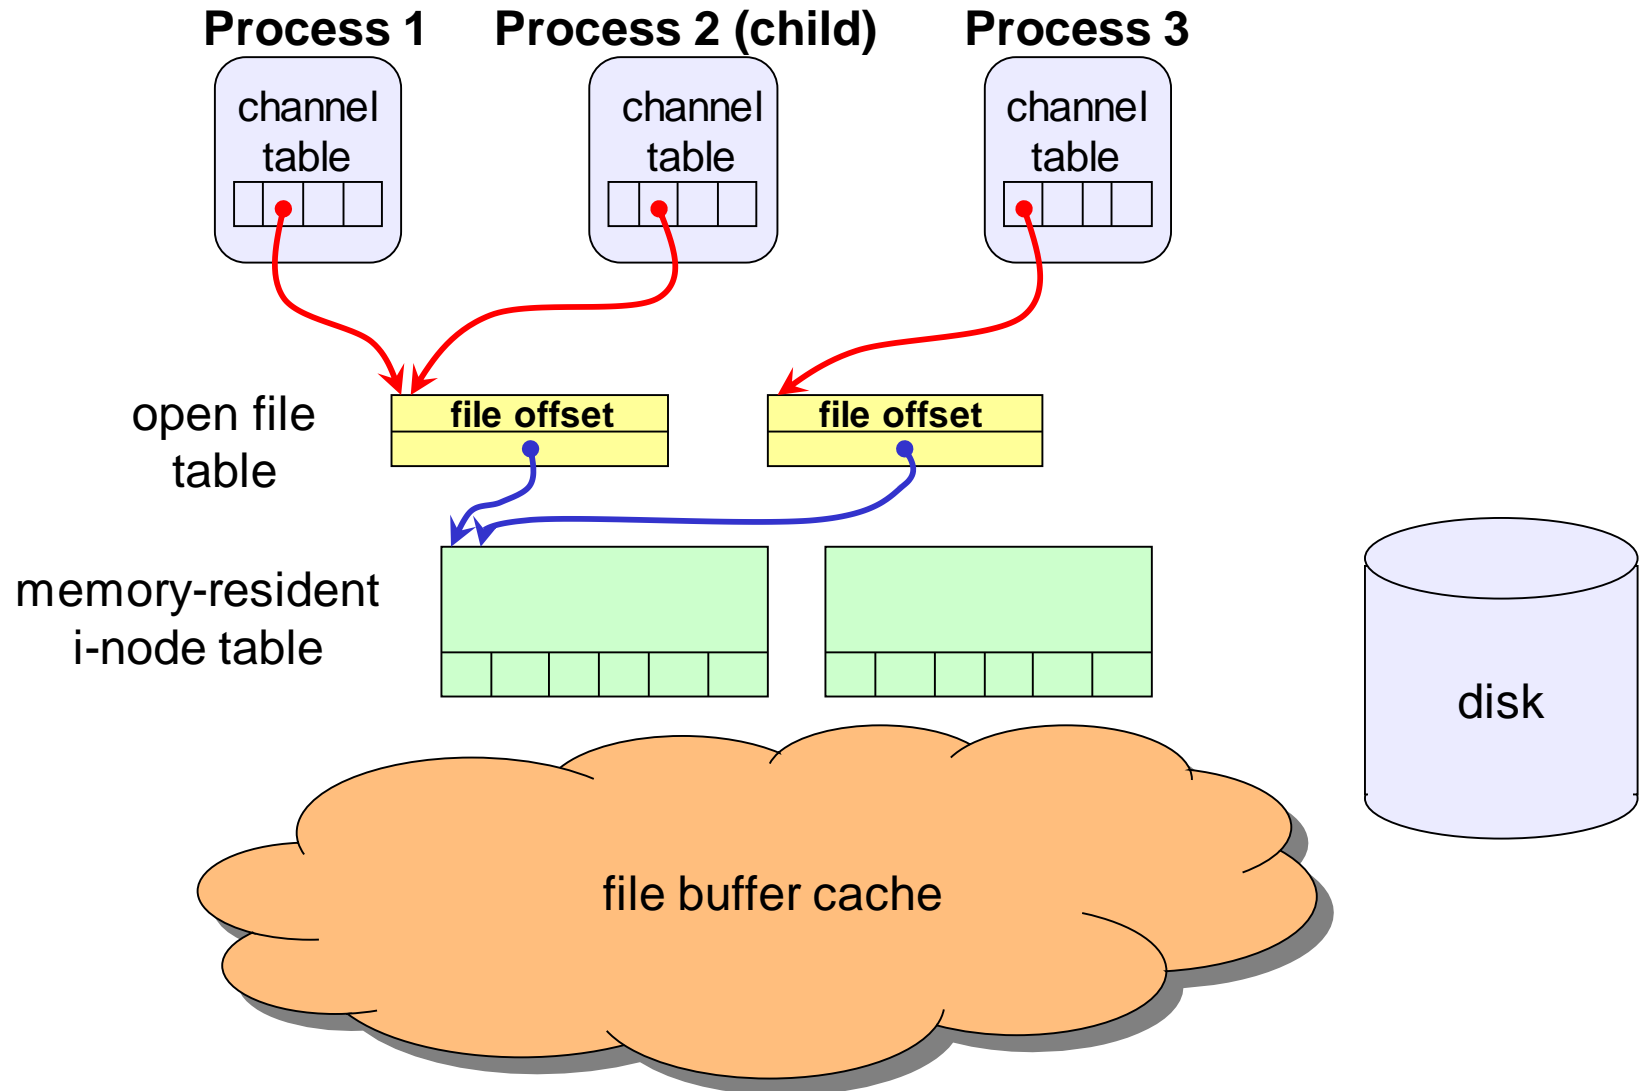 Process 1
Process 2 (child)
Process 3
channel
table
channel
table
channel
table
open file
table
file offset
file offset
memory-resident
i-node table
disk
file buffer cache